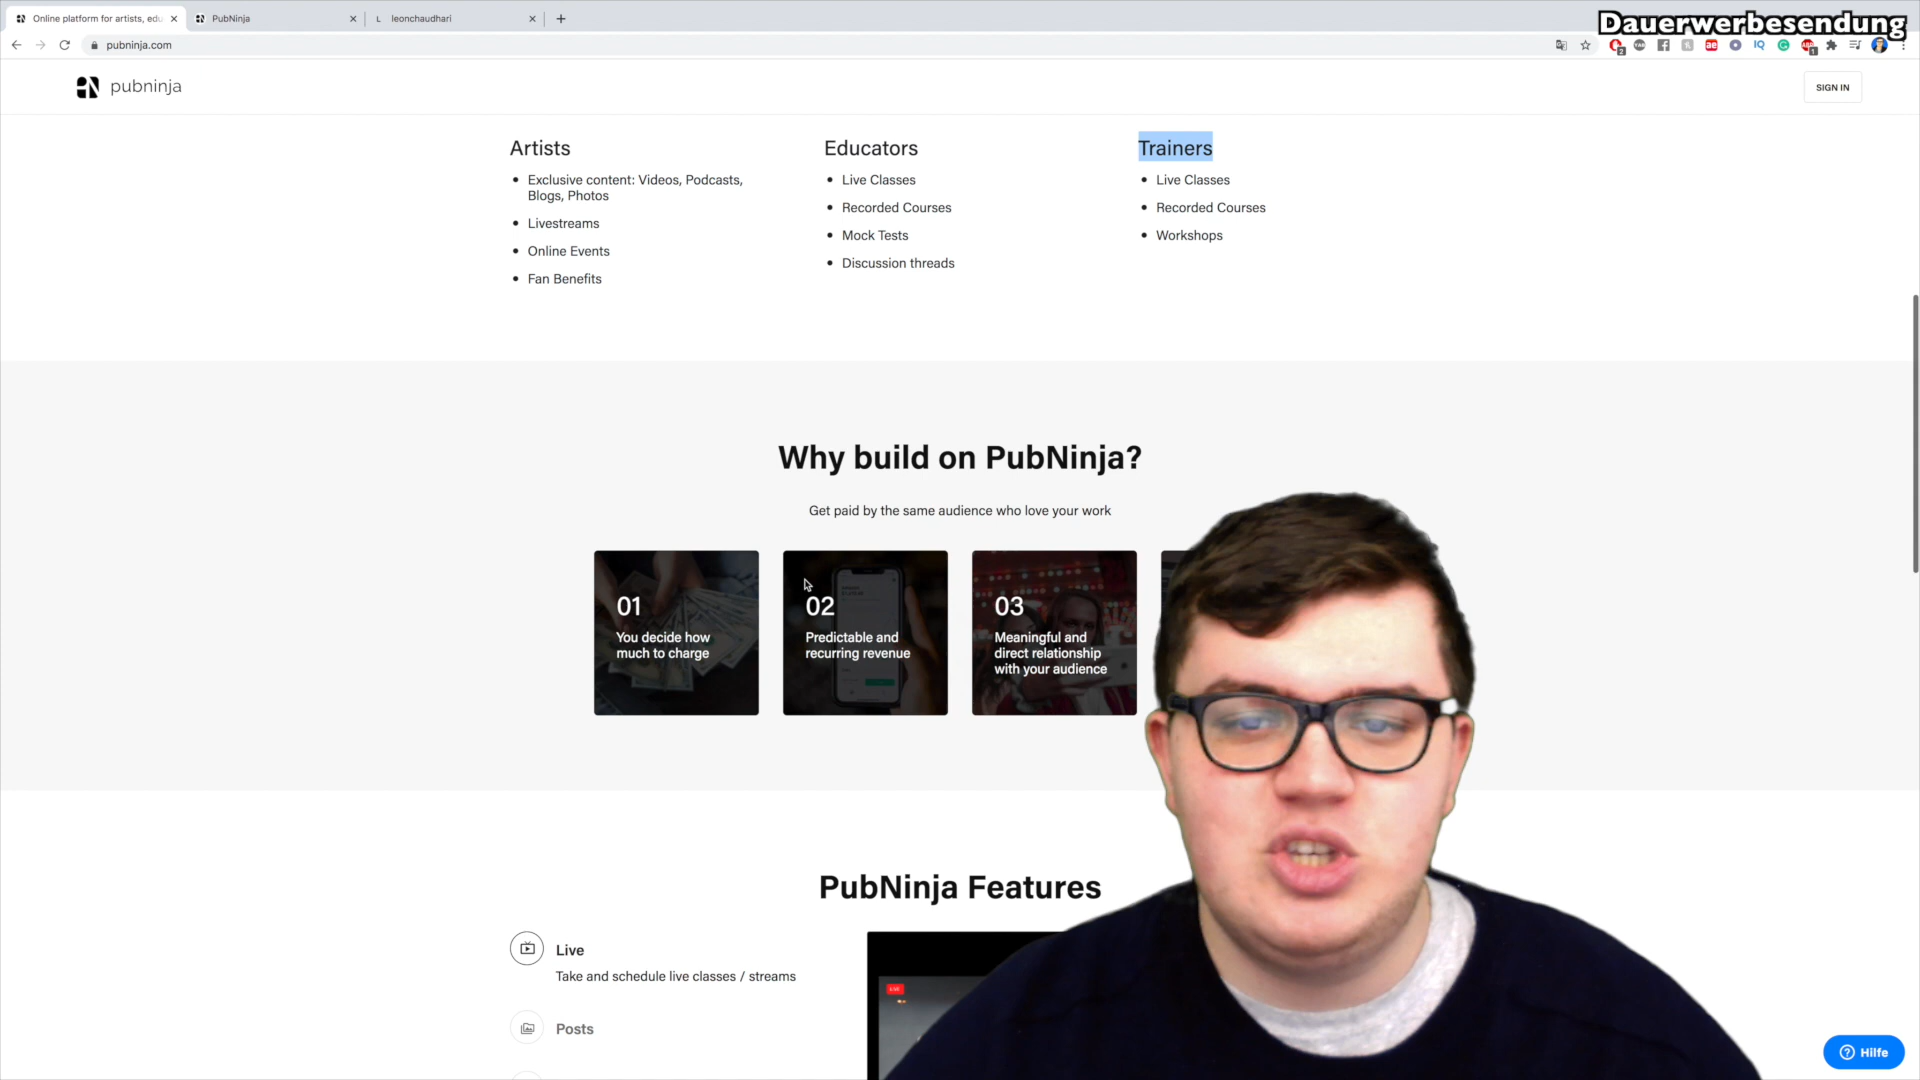 Online platform for artists, edu
PubNinja
leonchaudhari
Dauerwerbesendung
pubninja.com
pubninja
SIGN IN
Artists
Exclusive content: Videos, Podcasts,
Blogs, Photos
Livestreams
Online Events
Fan Benefits
Educators
Live Classes
Recorded Courses
Mock Tests
Discussion threads
Trainers
Live Classes
Recorded Courses
Workshops
Why build on PubNinja?
Get paid by the same audience who love your work
01
You decide how
much to charge
02
Predictable and
recurring revenue
03
Meaningful and
direct relationship
with your audience
PubNinja Features
Live
Take and schedule live classes / streams
Posts
LIVE
Hilfe